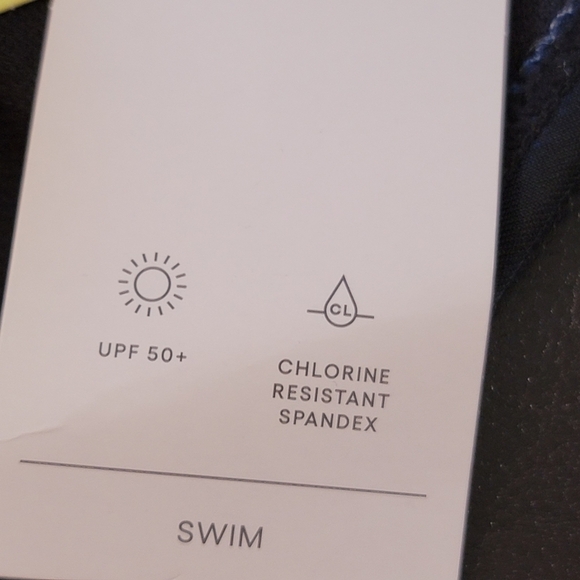 CL
UPF 50+
CHLORINE
RESISTANT
SPANDEX
SWIM